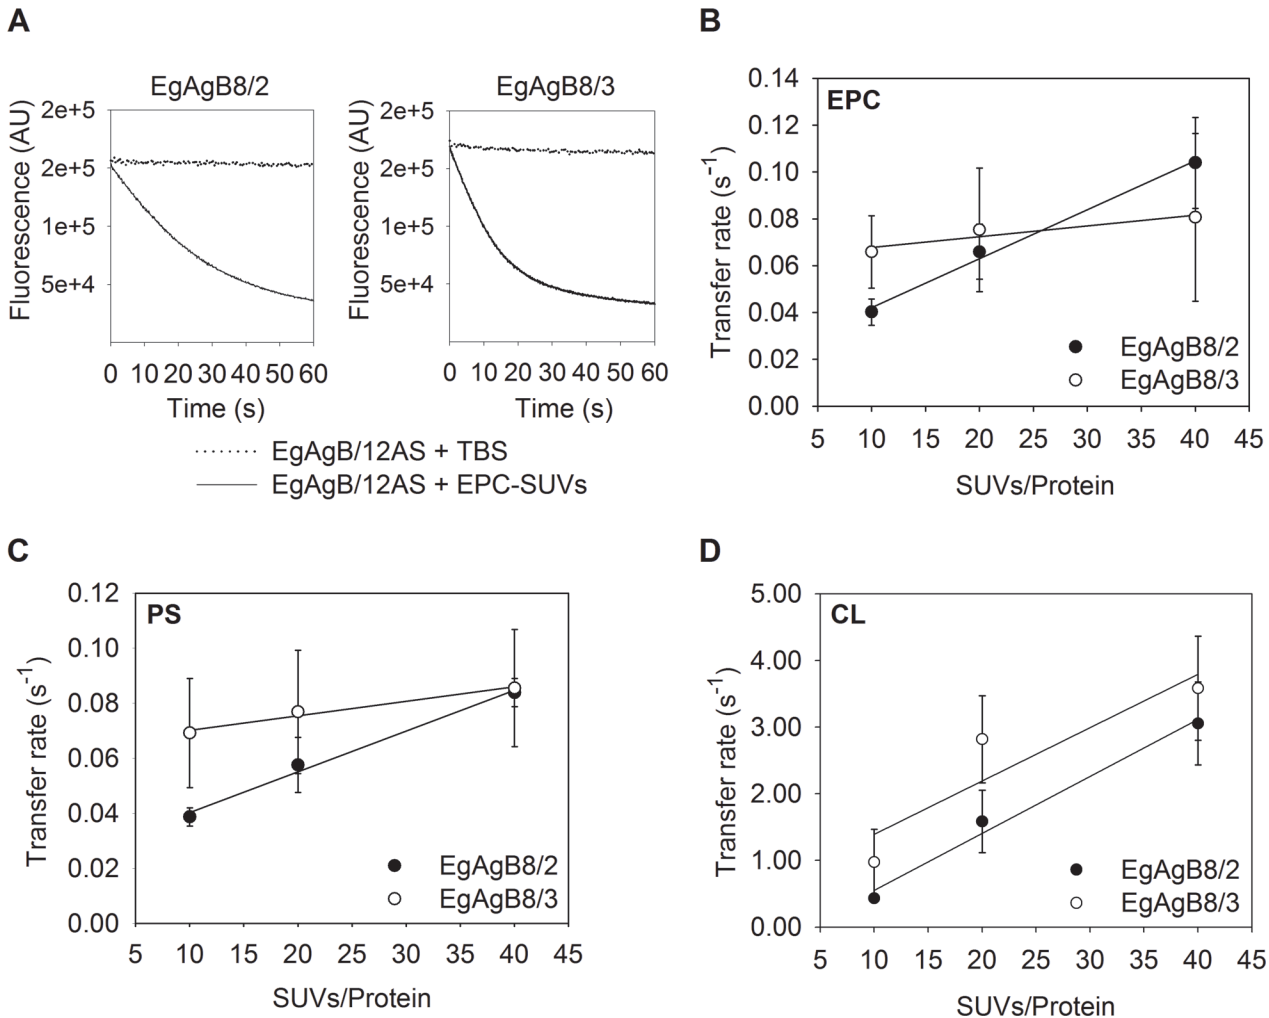 A
EgAgB8/2
2e+5
2e+5
1e+5
5e+4
Fluorescence (AU)
0 10 20 30 40 50 60
Time (s)
EgAgB8/3
2e+5
2e+5
1e+5
5e+4
Fluorescence (AU)
0 10 20 30 40 50 60
Time (s)
EgAgB/12AS + TBS
EgAgB/12AS + EPC-SUVs
B
EPC
0.14
0.12
0.10
0.08
0.06
0.04
0.02
0.00
Transfer rate (s⁻¹)
EgAgB8/2
EgAgB8/3
5 10 15 20 25 30 35 40 45
SUVs/Protein
C
PS
0.12
0.10
0.08
0.06
0.04
0.02
0.00
Transfer rate (s⁻¹)
EgAgB8/2
EgAgB8/3
5 10 15 20 25 30 35 40 45
SUVs/Protein
D
CL
5.00
4.00
3.00
2.00
1.00
0.00
Transfer rate (s⁻¹)
EgAgB8/2
EgAgB8/3
5 10 15 20 25 30 35 40 45
SUVs/Protein